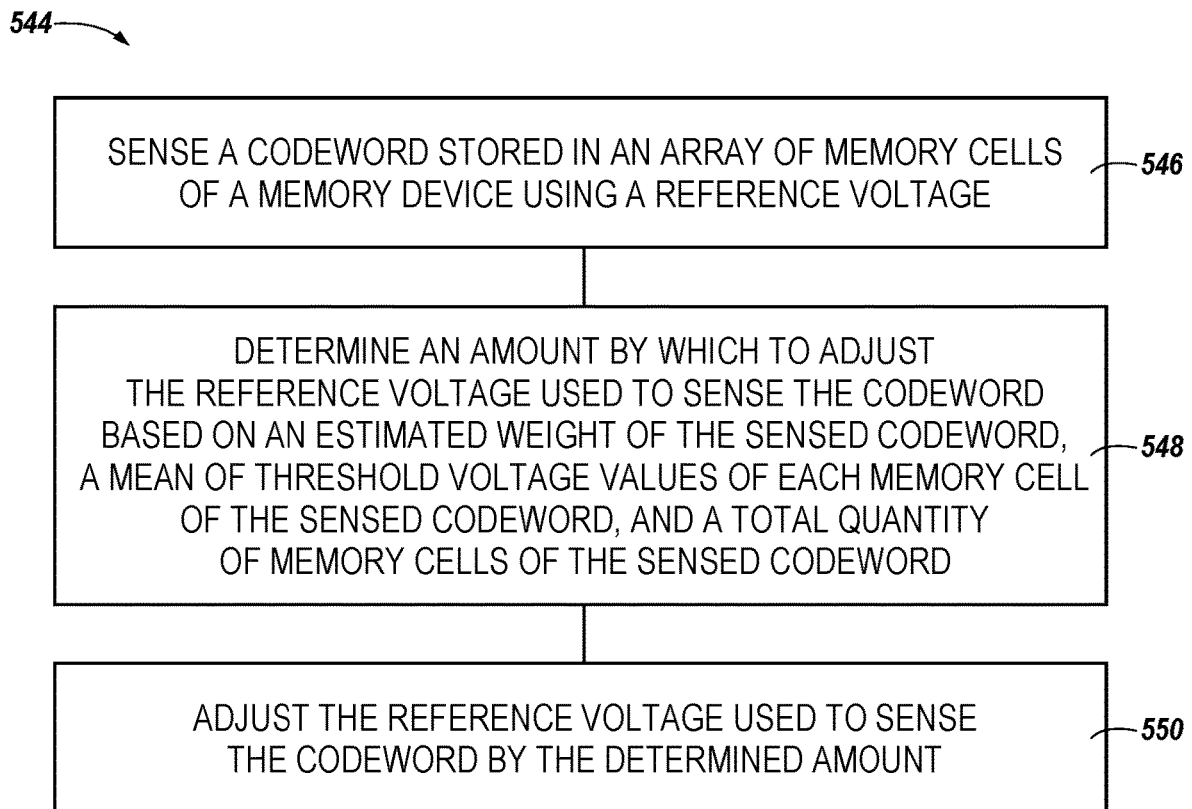 544
SENSE A CODEWORD STORED IN AN ARRAY OF MEMORY CELLS
OF A MEMORY DEVICE USING A REFERENCE VOLTAGE
546
DETERMINE AN AMOUNT BY WHICH TO ADJUST
THE REFERENCE VOLTAGE USED TO SENSE THE CODEWORD
BASED ON AN ESTIMATED WEIGHT OF THE SENSED CODEWORD,
A MEAN OF THRESHOLD VOLTAGE VALUES OF EACH MEMORY CELL
OF THE SENSED CODEWORD, AND A TOTAL QUANTITY
OF MEMORY CELLS OF THE SENSED CODEWORD
548
ADJUST THE REFERENCE VOLTAGE USED TO SENSE
THE CODEWORD BY THE DETERMINED AMOUNT
550